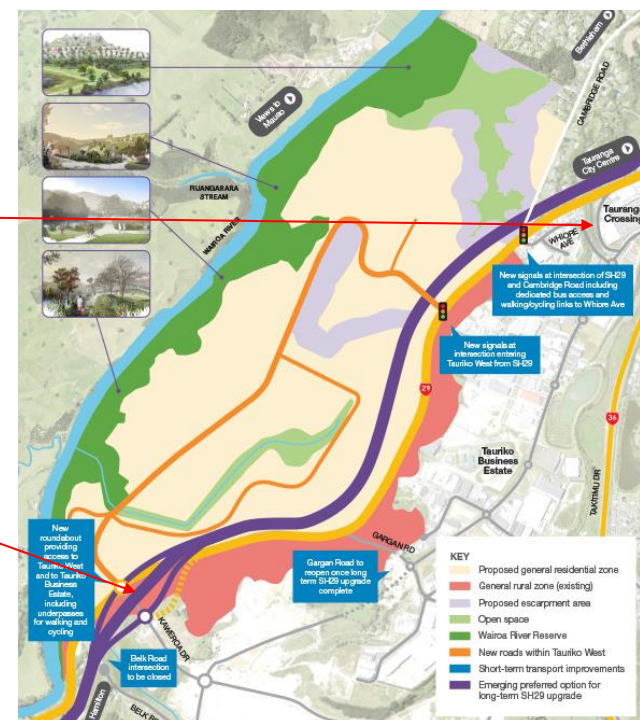 Bethlehem
CAMBRIDGE ROAD
Views to
Mauao
Tauranga
City Centre
RUANGARARA
STREAM
WAIROA RIVER
Tauranga
Crossing
WHIORE
AVE
New signals at
intersection of SH29
and Cambridge Road including
dedicated bus access and
walking/cycling links to Whiore Ave
New signals at
intersection entering
Tauriko West from SH29
29
36
Tauriko
Business
Estate
TAKITIMU DR
New
roundabout
providing
access to
Tauriko West
and to Tauriko
Business
Estate,
including
underpasses
for walking and
cycling
GARGAN RD
Gargan Road to
reopen once long
term SH29 upgrade
complete
KAWEROA DR
Belk Road
intersection
to be closed
Hamilton
BELK RD
KEY
Proposed general residential zone
General rural zone (existing)
Proposed escarpment area
Open space
Wairoa River Reserve
New roads within Tauriko West
Short-term transport improvements
Emerging preferred option for
long-term SH29 upgrade